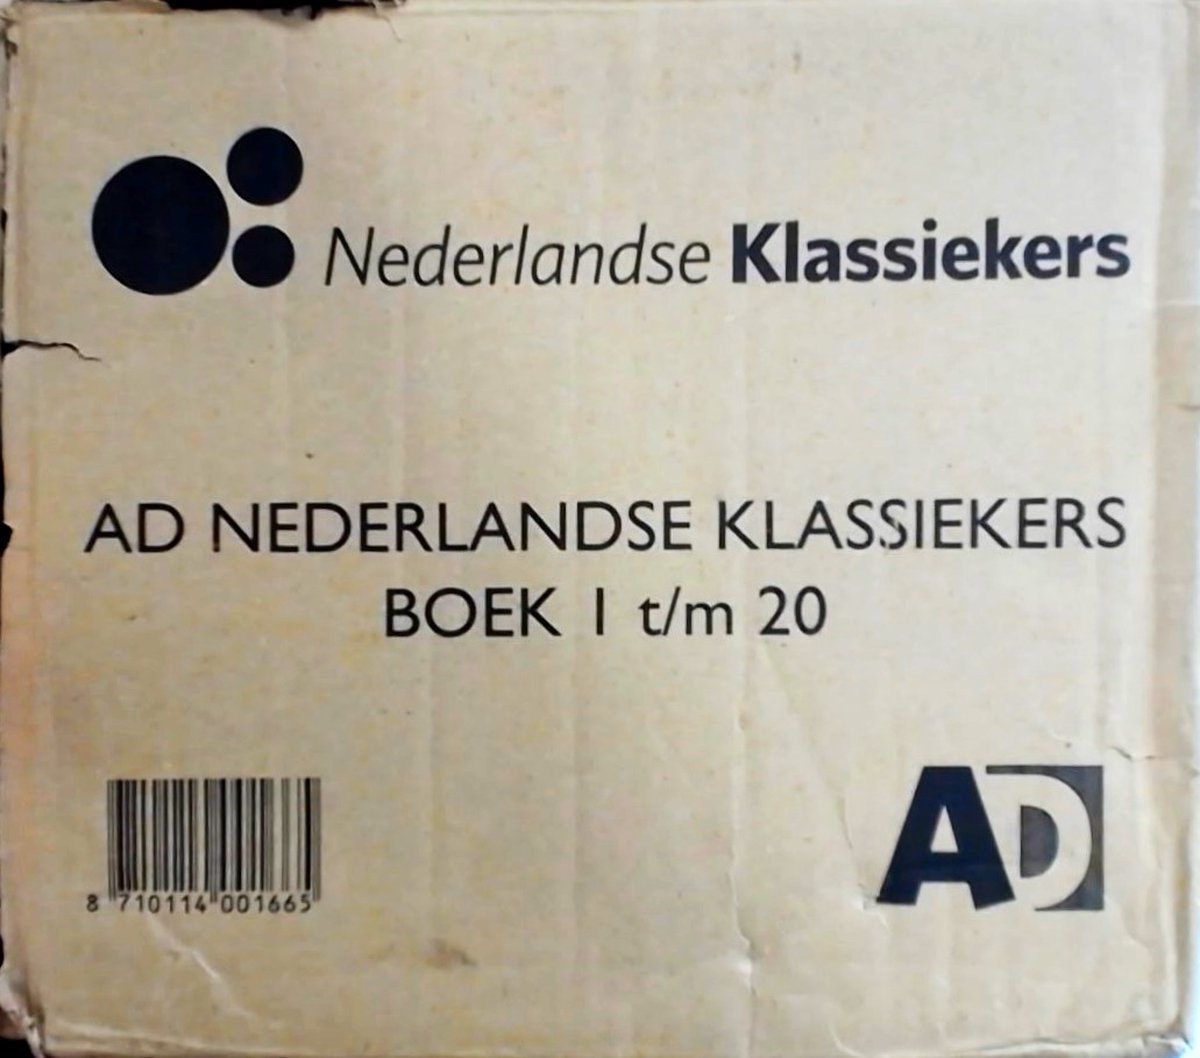 Nederlandse Klassiekers
AD NEDERLANDSE KLASSIEKERS
BOEK 1 t/m 20
8 710114 001665
AD